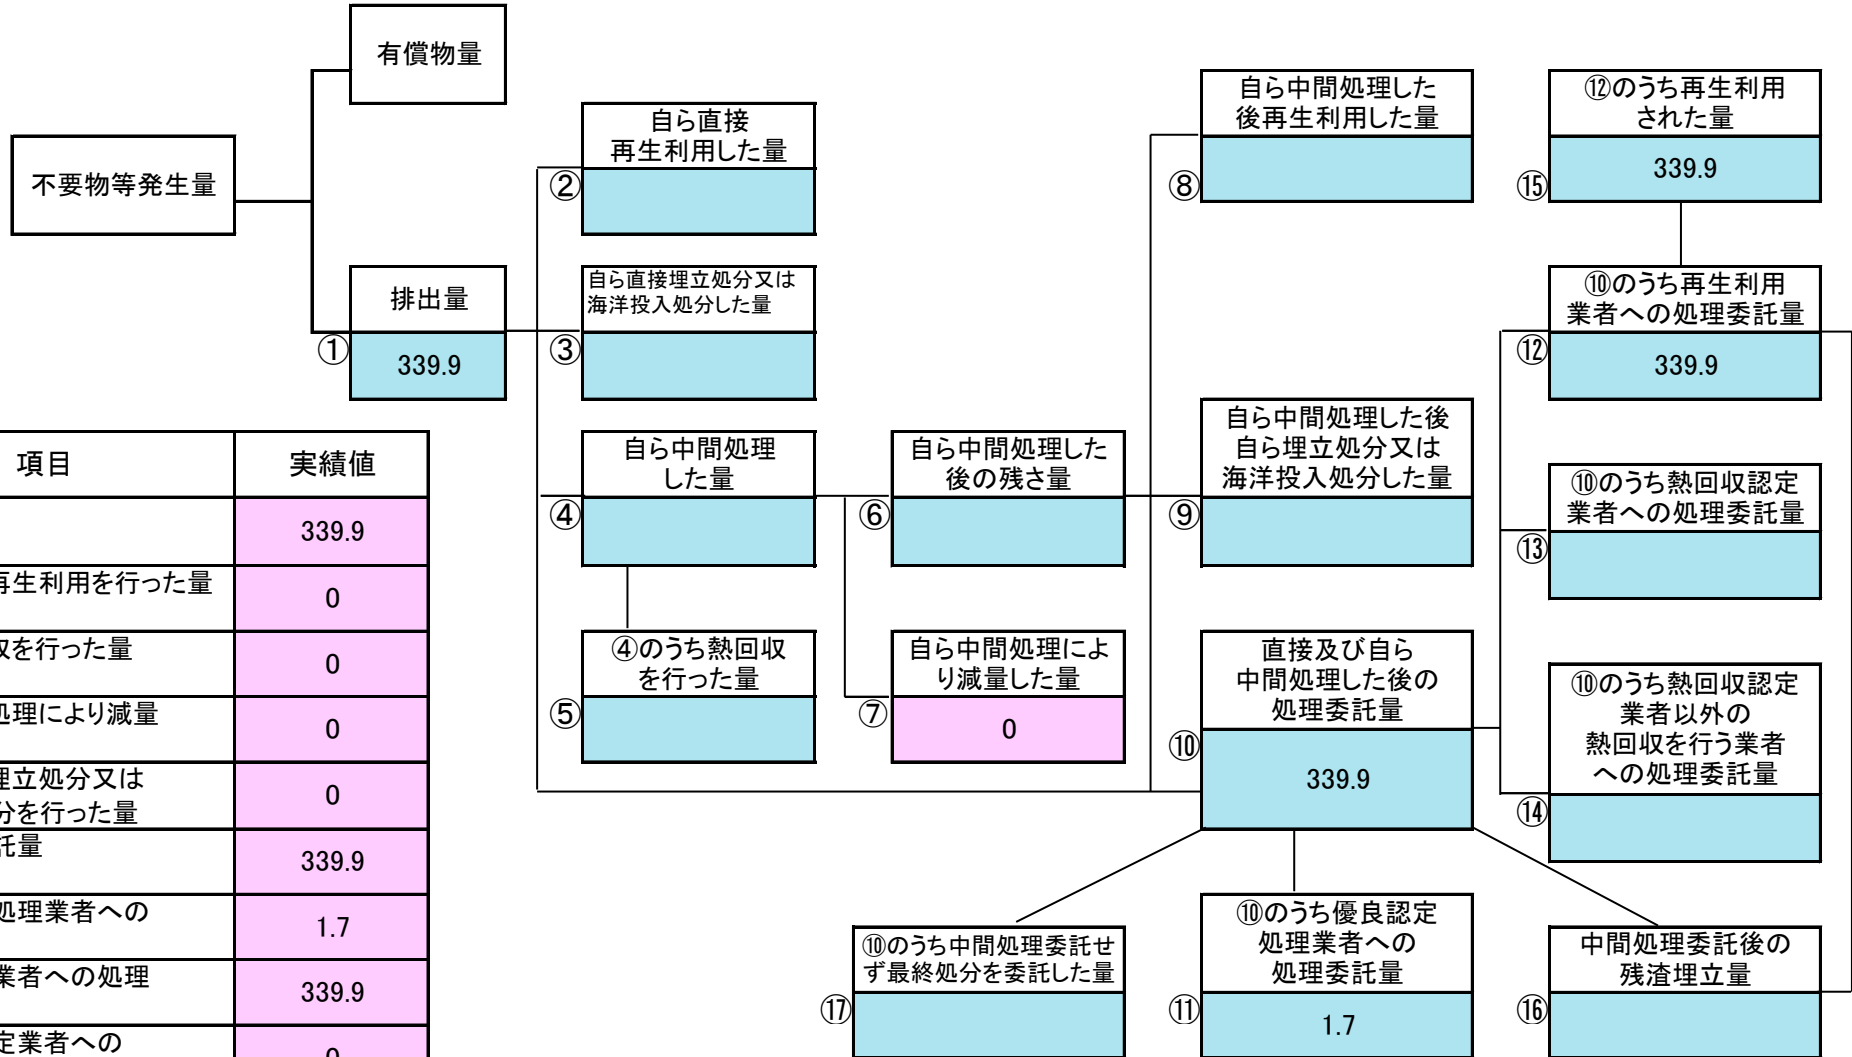 有償物量
不要物等発生量
排出量
①
339.9
自ら直接
再生利用した量
②
自ら直接埋立処分又は
海洋投入処分した量
③
自ら中間処理
した量
④
④のうち熱回収
を行った量
⑤
自ら中間処理した
後の残さ量
⑥
自ら中間処理によ
り減量した量
⑦
0
自ら中間処理した
後再生利用した量
⑧
自ら中間処理した後
自ら埋立処分又は
海洋投入処分した量
⑨
直接及び自ら
中間処理した後の
処理委託量
⑩
339.9
⑫のうち再生利用
された量
⑮
339.9
⑩のうち再生利用
業者への処理委託量
⑫
339.9
⑩のうち熱回収認定
業者への処理委託量
⑬
⑩のうち熱回収認定
業者以外の
熱回収を行う業者
への処理委託量
⑭
⑩のうち中間処理委託せ
ず最終処分を委託した量
⑰
⑩のうち優良認定
処理業者への
処理委託量
⑪
1.7
中間処理委託後の
残渣埋立量
⑯
項目 実績値
339.9
再生利用を行った量
0
を行った量
0
処理により減量
0
埋立処分又は
を行った量
0
託量
339.9
処理業者への
1.7
業者への処理
339.9
定業者への
0